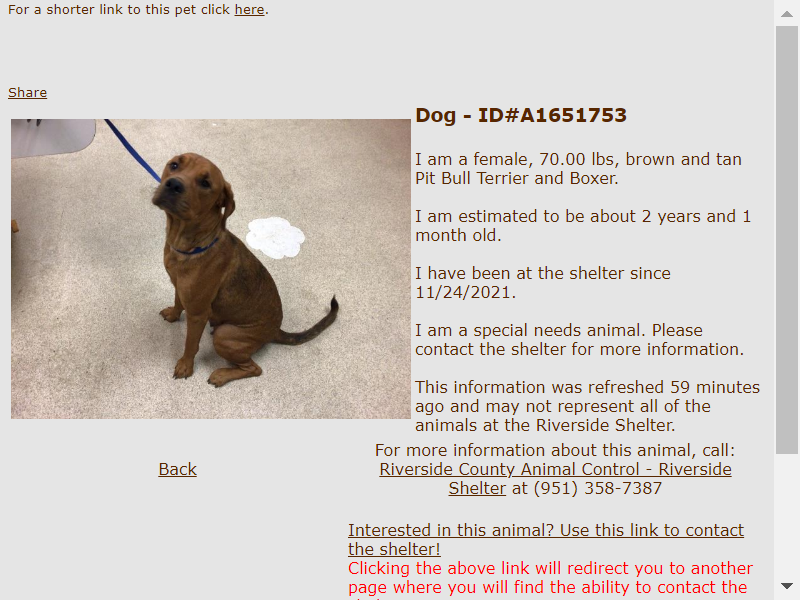 For a shorter link to this pet click here.
Share
Dog - ID#A1651753
I am a female, 70.00 lbs, brown and tan
Pit Bull Terrier and Boxer.
I am estimated to be about 2 years and 1
month old.
I have been at the shelter since
11/24/2021.
I am a special needs animal. Please
contact the shelter for more information.
This information was refreshed 59 minutes
ago and may not represent all of the
animals at the Riverside Shelter.
Back
For more information about this animal, call:
Riverside County Animal Control - Riverside
Shelter at (951) 358-7387
Interested in this animal? Use this link to contact
the shelter!
Clicking the above link will redirect you to another
page where you will find the ability to contact the